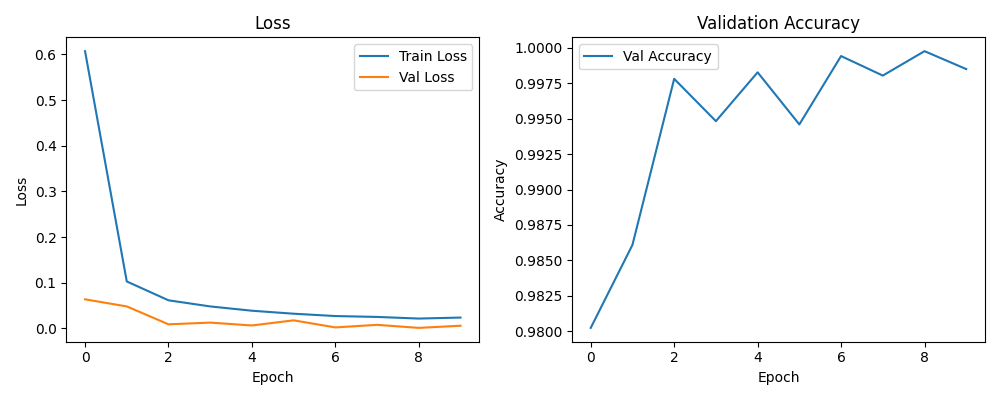 Loss
Train Loss
Val Loss
0.6
0.5
0.4
0.3
0.2
0.1
0.0
0 2 4 6 8
Epoch
Loss
Validation Accuracy
Val Accuracy
1.0000
0.9975
0.9950
0.9925
0.9900
0.9875
0.9850
0.9825
0.9800
0 2 4 6 8
Epoch
Accuracy